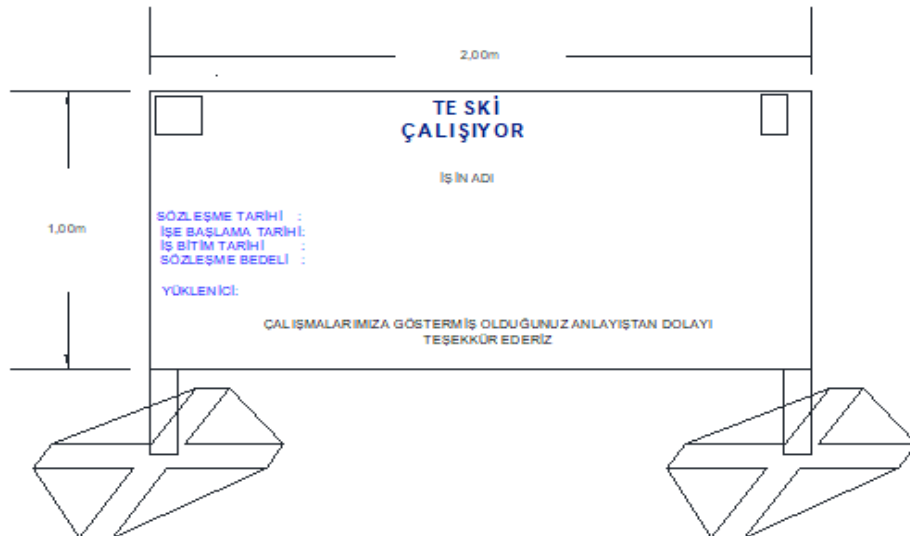 2,00m
TE SKİ
ÇALIŞIYOR
İŞİN ADI
1,00m
SÖZLEŞME TARİHİ :
İŞE BAŞLAMA TARİHİ:
İŞ BİTİM TARİHİ :
SÖZLEŞME BEDELİ :
YÜKLENİCİ:
ÇALIŞMALARIMIZA GÖSTERMİŞ OLDUĞUNUZ ANLAYIŞTAN DOLAYI
TEŞEKKÜR EDERİZ